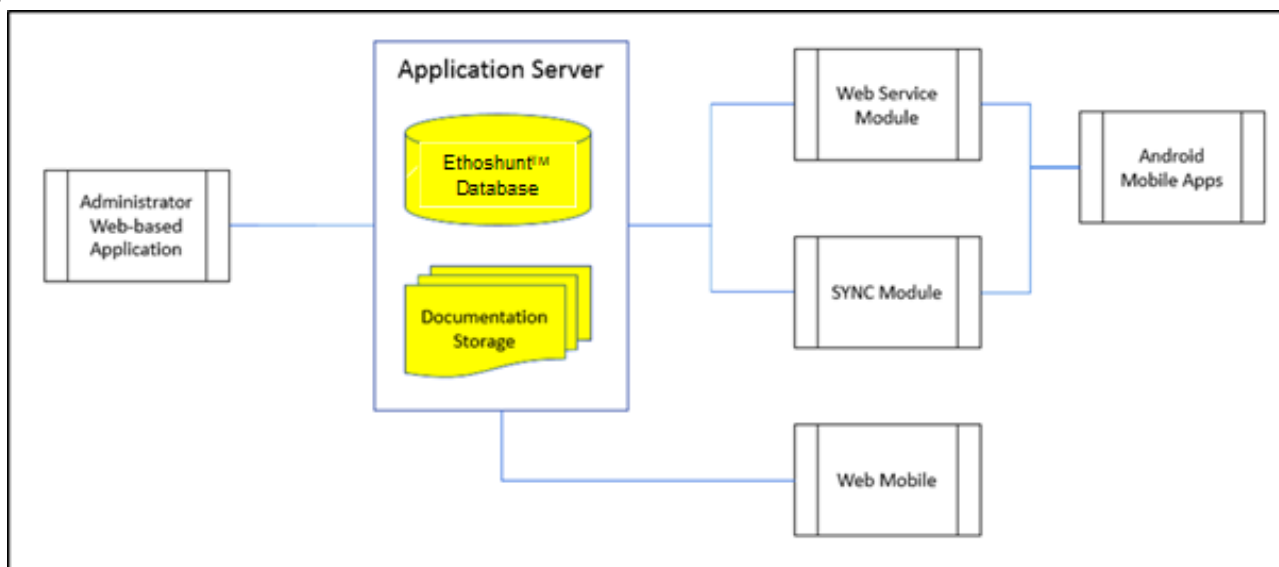 Application Server
Ethoshunt™
Database
Documentation
Storage
Administrator
Web-based
Application
Web Service
Module
SYNC Module
Android
Mobile Apps
Web Mobile